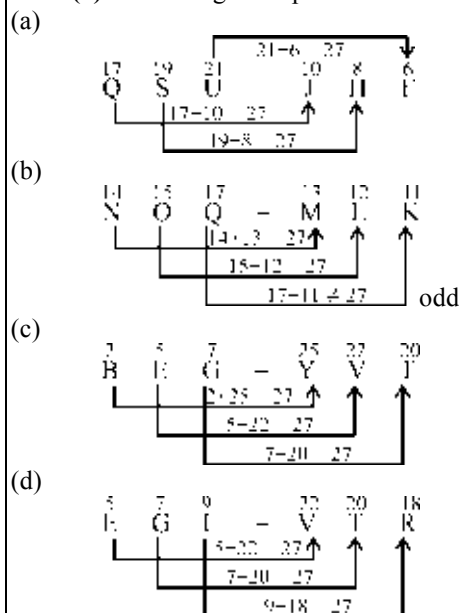 (a)
21−6 27
17 19 21 10 8 6
Q S U J H F
17−10 27
19−8 27
(b)
14 15 17 13 12 11
N O Q – M L K
14+13 27
15−12 27
17−11 ≠ 27 odd
(c)
2 5 7 25 22 20
B E G – Y V T
2+25 27
5−22 27
7−20 27
(d)
5 7 9 22 20 18
E G I – V T R
5−22 27
7−20 27
9−18 27